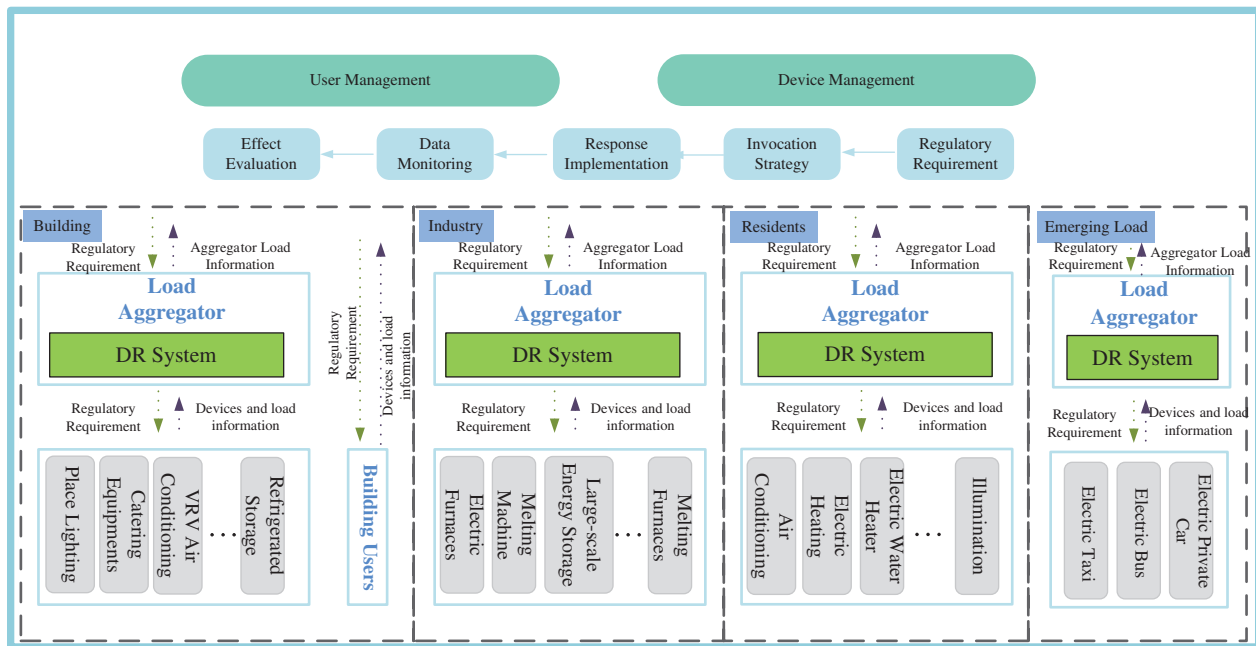 User Management
Device Management
Effect
Evaluation
Data
Monitoring
Response
Implementation
Invocation
Strategy
Regulatory
Requirement
Building
Regulatory
Requirement
Aggregator Load
Information
Load
Aggregator
DR System
Regulatory
Requirement
Devices and load
information
Place Lighting
Catering
Equipments
VRV Air
Conditioning
...
Refrigerated
Storage
Regulatory
Requirement
Devices and load
information
Building Users
Industry
Regulatory
Requirement
Aggregator Load
Information
Load
Aggregator
DR System
Regulatory
Requirement
Devices and load
information
Electric
Furnaces
Melting
Machine
Large-scale
Energy Storage
...
Melting
Furnaces
Residents
Regulatory
Requirement
Aggregator Load
Information
Load
Aggregator
DR System
Regulatory
Requirement
Devices and load
information
Air
Conditioning
Electric
Heating
Electric Water
Heater
...
Illumination
Emerging Load
Regulatory
Requirement
Aggregator Load
Information
Load
Aggregator
DR System
Regulatory
Requirement
Devices and load
information
Electric Taxi
Electric Bus
Electric Private
Car